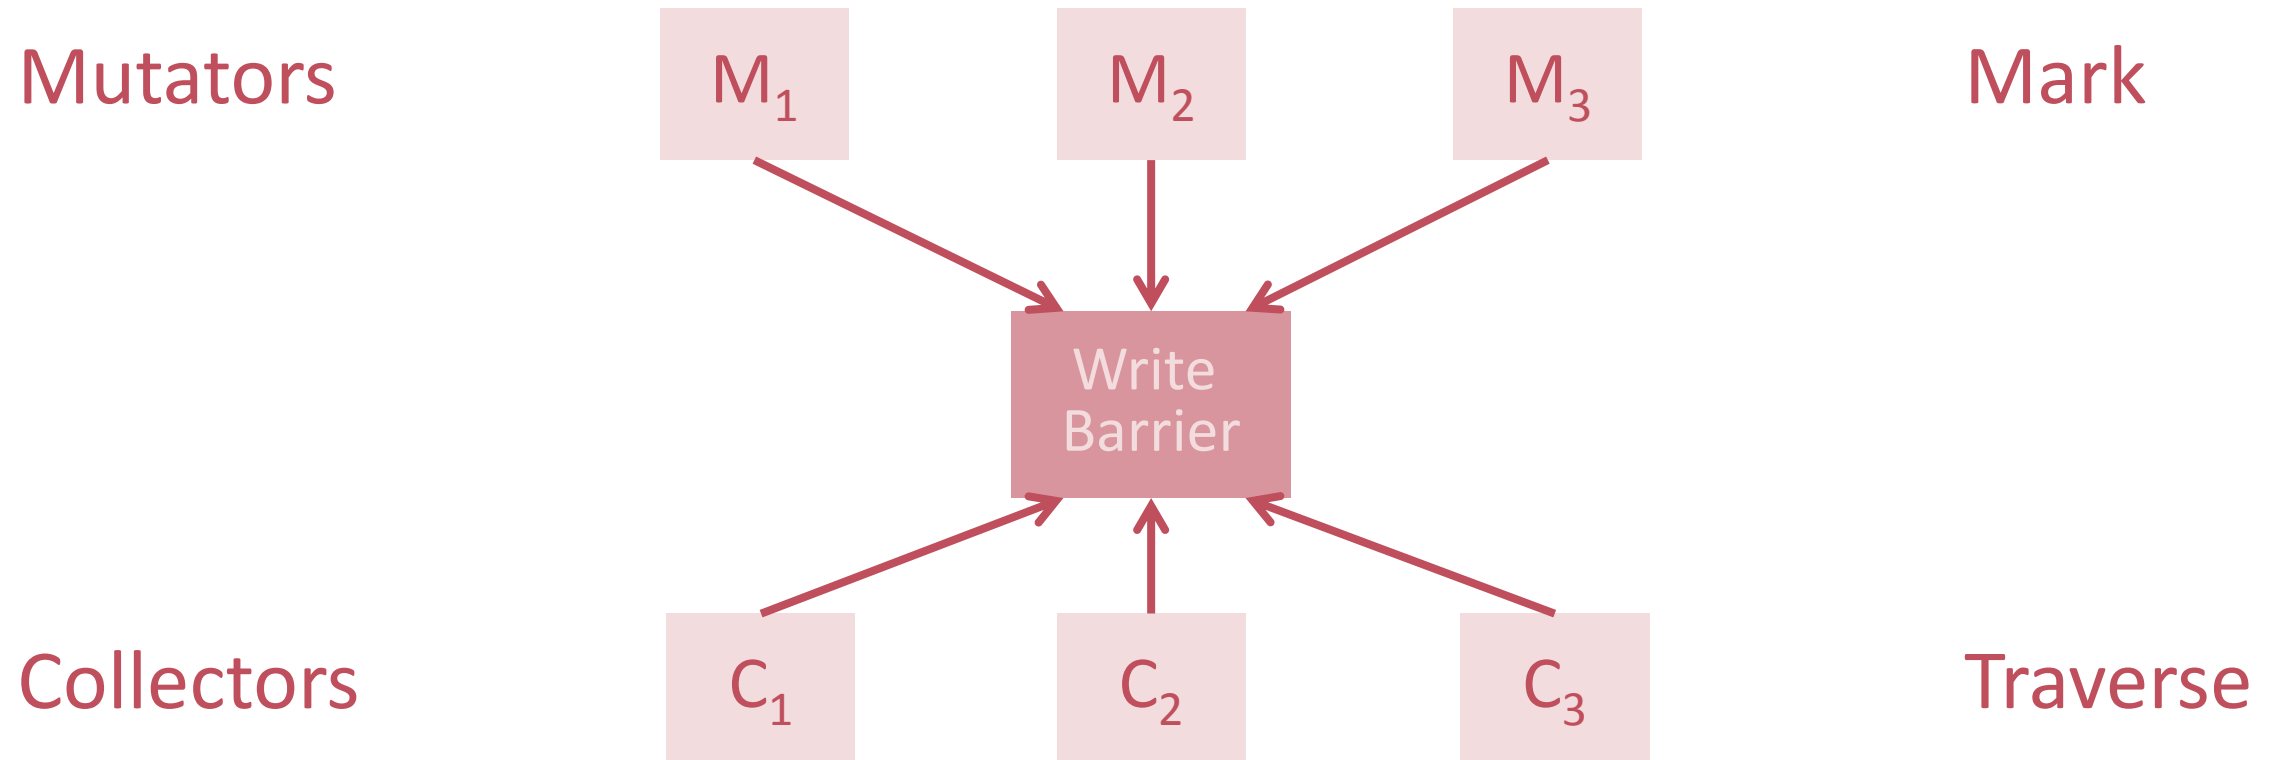 Mutators M₁ M₂ M₃ Mark
Write
Barrier
Collectors C₁ C₂ C₃ Traverse